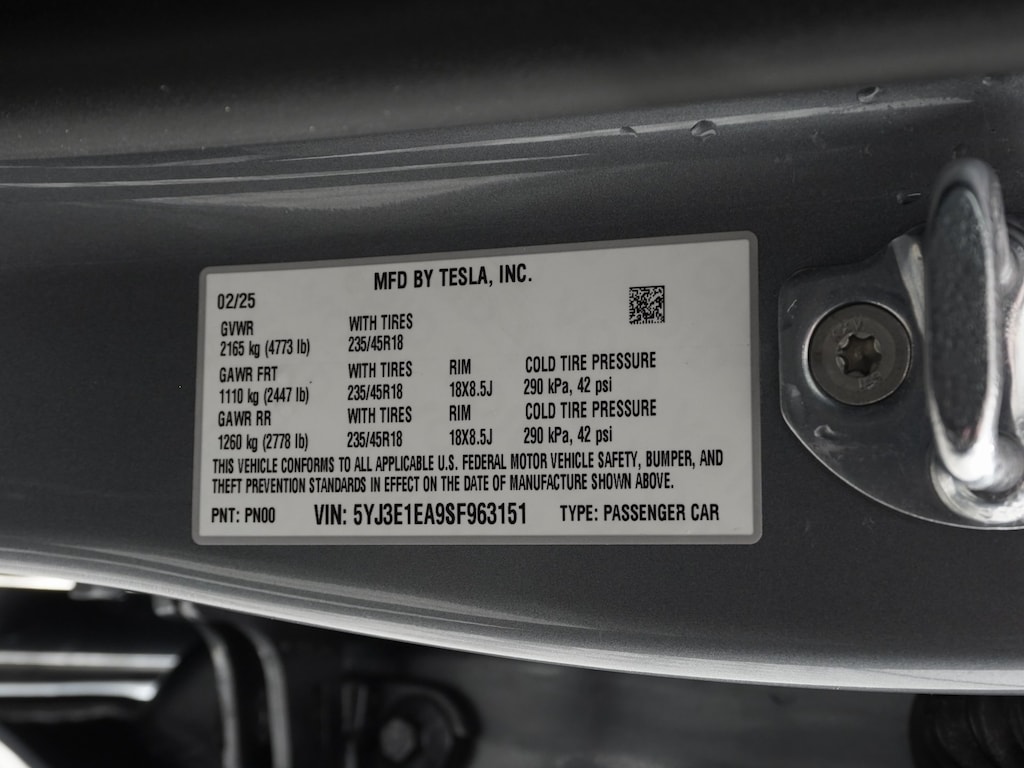 MFD BY TESLA, INC.
02/25
GVWR WITH TIRES
2165 kg (4773 lb) 235/45R18
GAWR FRT WITH TIRES RIM COLD TIRE PRESSURE
1110 kg (2447 lb) 235/45R18 18X8.5J 290 kPa, 42 psi
GAWR RR WITH TIRES RIM COLD TIRE PRESSURE
1260 kg (2778 lb) 235/45R18 18X8.5J 290 kPa, 42 psi
THIS VEHICLE CONFORMS TO ALL APPLICABLE U.S. FEDERAL MOTOR VEHICLE SAFETY, BUMPER, AND
THEFT PREVENTION STANDARDS IN EFFECT ON THE DATE OF MANUFACTURE SHOWN ABOVE.
PNT: PN00 VIN: 5YJ3E1EA9SF963151 TYPE: PASSENGER CAR